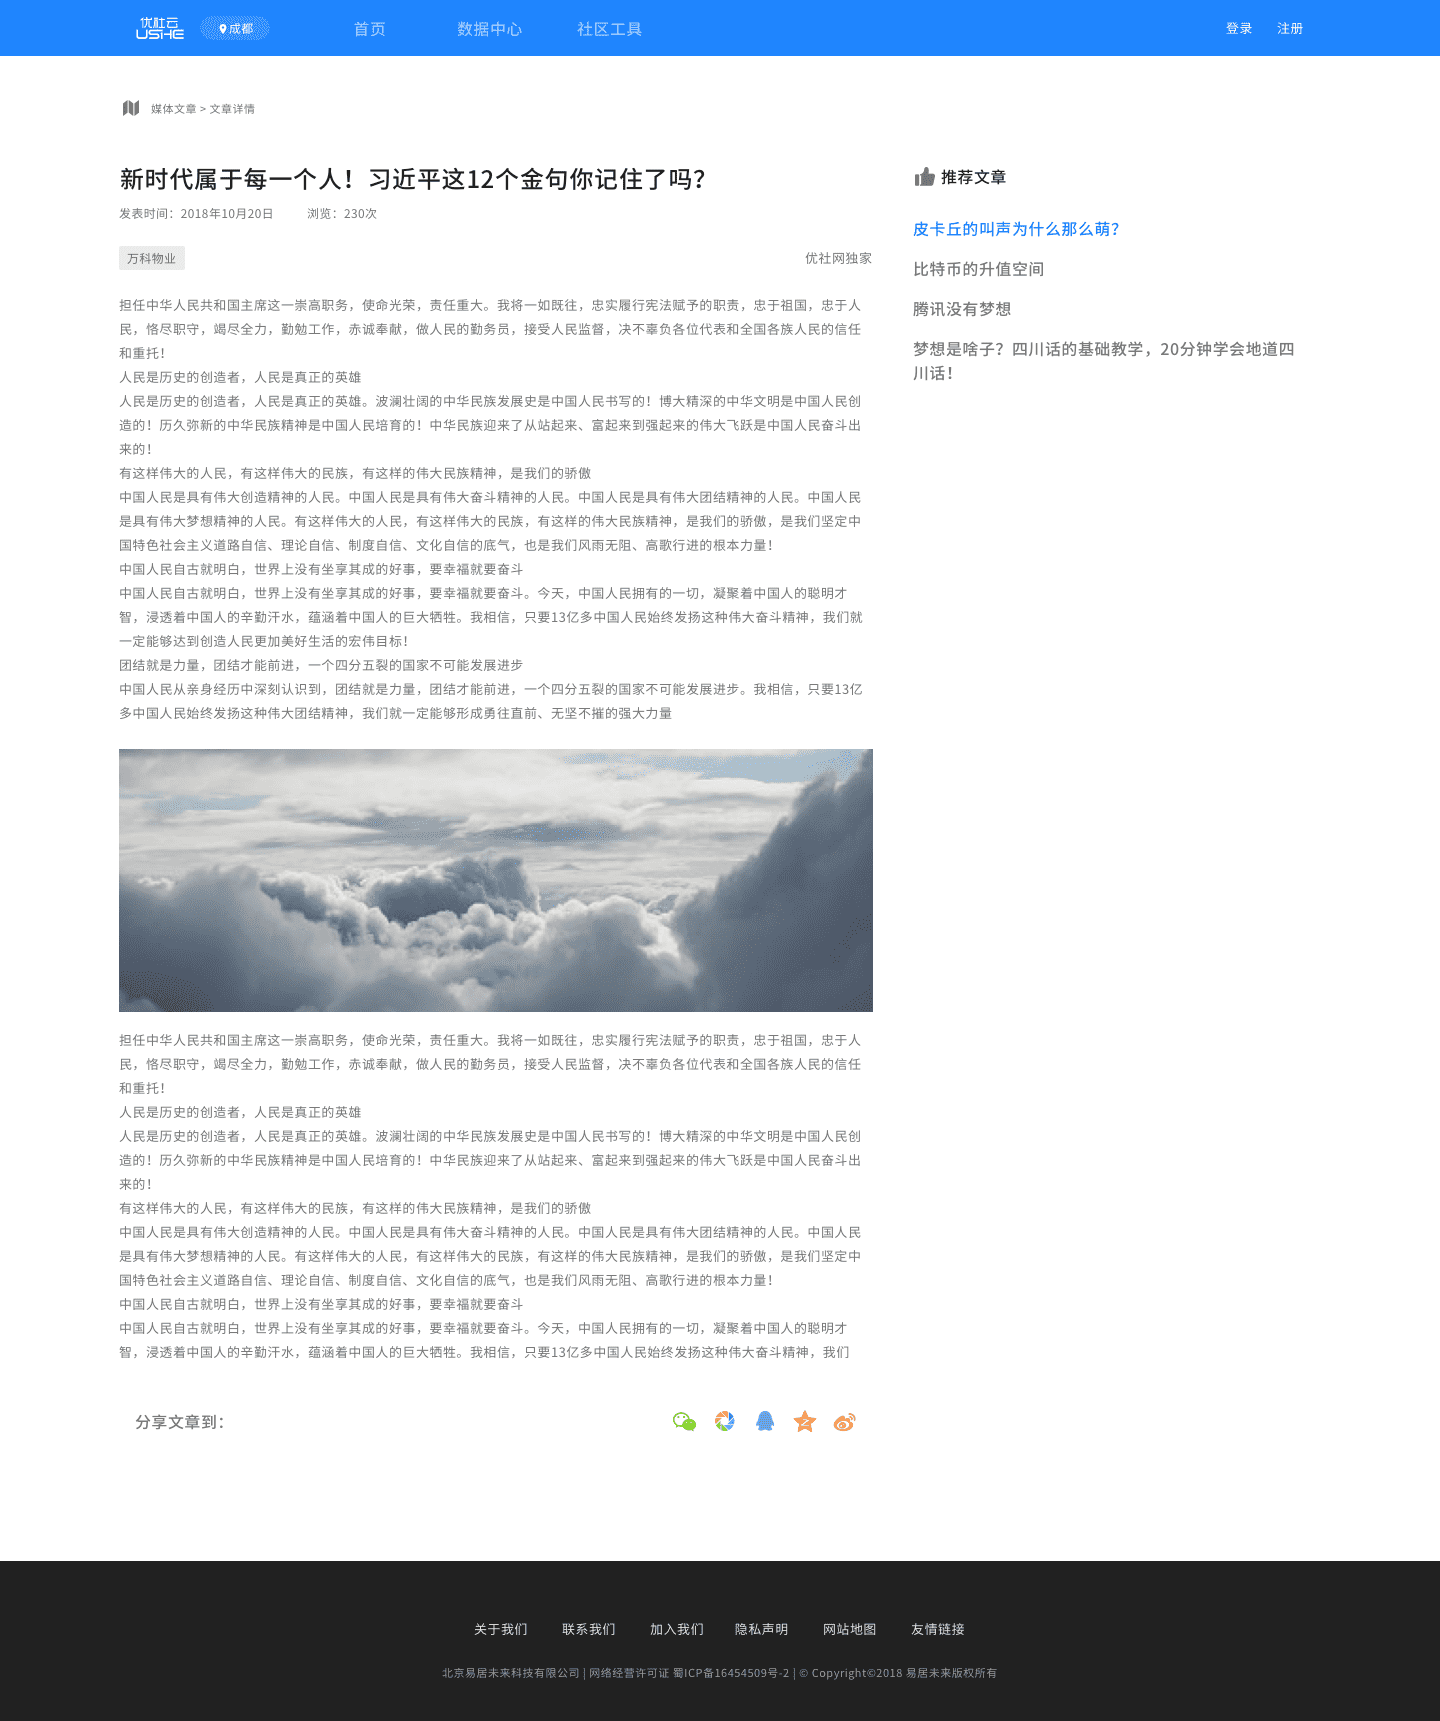 优社云
USHE
成都
首页 数据中心 社区工具
登录 注册
媒体文章 > 文章详情
新时代属于每一个人！习近平这12个金句你记住了吗？
发表时间：2018年10月20日 浏览：230次
万科物业
优社网独家
担任中华人民共和国主席这一崇高职务，使命光荣，责任重大。我将一如既往，忠实履行宪法赋予的职责，忠于祖国，忠于人
民，恪尽职守，竭尽全力，勤勉工作，赤诚奉献，做人民的勤务员，接受人民监督，决不辜负各位代表和全国各族人民的信任
和重托！
人民是历史的创造者，人民是真正的英雄
人民是历史的创造者，人民是真正的英雄。波澜壮阔的中华民族发展史是中国人民书写的！博大精深的中华文明是中国人民创
造的！历久弥新的中华民族精神是中国人民培育的！中华民族迎来了从站起来、富起来到强起来的伟大飞跃是中国人民奋斗出
来的！
有这样伟大的人民，有这样伟大的民族，有这样的伟大民族精神，是我们的骄傲
中国人民是具有伟大创造精神的人民。中国人民是具有伟大奋斗精神的人民。中国人民是具有伟大团结精神的人民。中国人民
是具有伟大梦想精神的人民。有这样伟大的人民，有这样伟大的民族，有这样的伟大民族精神，是我们的骄傲，是我们坚定中
国特色社会主义道路自信、理论自信、制度自信、文化自信的底气，也是我们风雨无阻、高歌行进的根本力量！
中国人民自古就明白，世界上没有坐享其成的好事，要幸福就要奋斗
中国人民自古就明白，世界上没有坐享其成的好事，要幸福就要奋斗。今天，中国人民拥有的一切，凝聚着中国人的聪明才
智，浸透着中国人的辛勤汗水，蕴涵着中国人的巨大牺牲。我相信，只要13亿多中国人民始终发扬这种伟大奋斗精神，我们就
一定能够达到创造人民更加美好生活的宏伟目标！
团结就是力量，团结才能前进，一个四分五裂的国家不可能发展进步
中国人民从亲身经历中深刻认识到，团结就是力量，团结才能前进，一个四分五裂的国家不可能发展进步。我相信，只要13亿
多中国人民始终发扬这种伟大团结精神，我们就一定能够形成勇往直前、无坚不摧的强大力量
担任中华人民共和国主席这一崇高职务，使命光荣，责任重大。我将一如既往，忠实履行宪法赋予的职责，忠于祖国，忠于人
民，恪尽职守，竭尽全力，勤勉工作，赤诚奉献，做人民的勤务员，接受人民监督，决不辜负各位代表和全国各族人民的信任
和重托！
人民是历史的创造者，人民是真正的英雄
人民是历史的创造者，人民是真正的英雄。波澜壮阔的中华民族发展史是中国人民书写的！博大精深的中华文明是中国人民创
造的！历久弥新的中华民族精神是中国人民培育的！中华民族迎来了从站起来、富起来到强起来的伟大飞跃是中国人民奋斗出
来的！
有这样伟大的人民，有这样伟大的民族，有这样的伟大民族精神，是我们的骄傲
中国人民是具有伟大创造精神的人民。中国人民是具有伟大奋斗精神的人民。中国人民是具有伟大团结精神的人民。中国人民
是具有伟大梦想精神的人民。有这样伟大的人民，有这样伟大的民族，有这样的伟大民族精神，是我们的骄傲，是我们坚定中
国特色社会主义道路自信、理论自信、制度自信、文化自信的底气，也是我们风雨无阻、高歌行进的根本力量！
中国人民自古就明白，世界上没有坐享其成的好事，要幸福就要奋斗
中国人民自古就明白，世界上没有坐享其成的好事，要幸福就要奋斗。今天，中国人民拥有的一切，凝聚着中国人的聪明才
智，浸透着中国人的辛勤汗水，蕴涵着中国人的巨大牺牲。我相信，只要13亿多中国人民始终发扬这种伟大奋斗精神，我们
分享文章到：
推荐文章
皮卡丘的叫声为什么那么萌？
比特币的升值空间
腾讯没有梦想
梦想是啥子？四川话的基础教学，20分钟学会地道四
川话！
关于我们 联系我们 加入我们 隐私声明 网站地图 友情链接
北京易居未来科技有限公司 | 网络经营许可证 蜀ICP备16454509号-2 | © Copyright©2018 易居未来版权所有